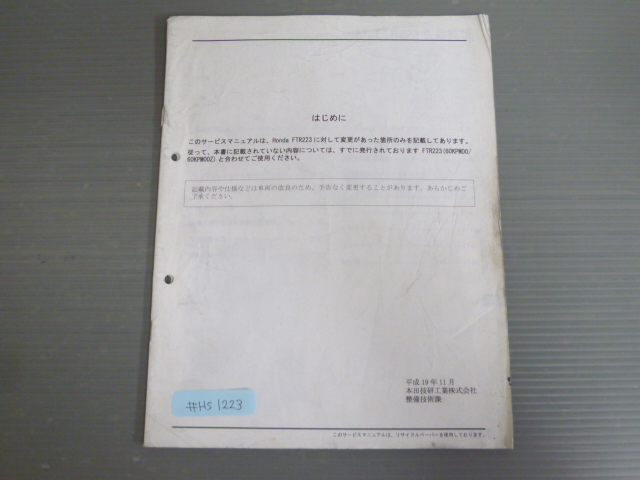 はじめに
このサービスマニュアルは、Honda FTR223 に対して変更があった箇所のみを記載してあります。
従って、本書に記載されていない内容については、すでに発行されております FTR223(60KPW00/
60KPW00Z) と合わせてご使用ください。
記載内容や仕様などは車両の改良のため、予告なく変更することがあります。あらかじめご
了承ください。
平成 19 年 11 月
本田技研工業株式会社
整備技術課
#HS 1223
このサービスマニュアルは、リサイクルペーパーを使用しております。